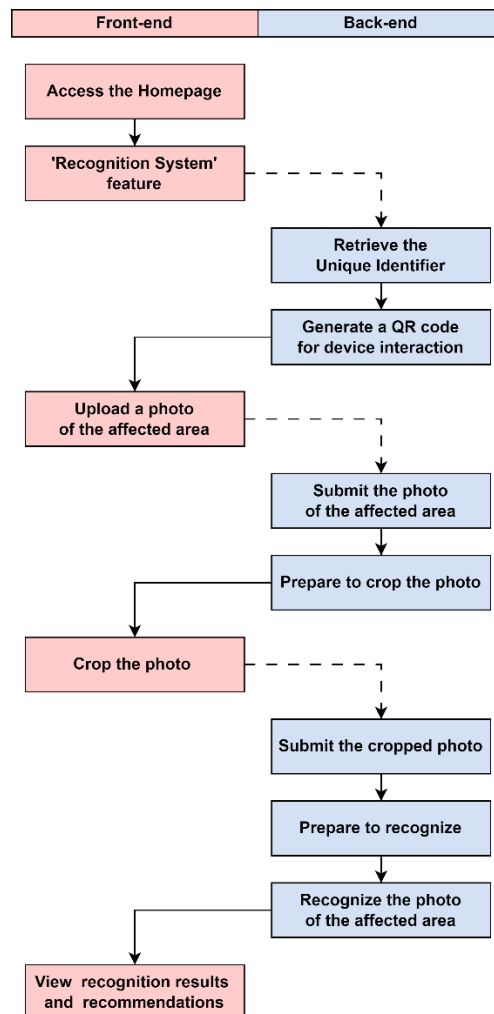 Front-end
Back-end
Access the Homepage
'Recognition System'
feature
Retrieve the
Unique Identifier
Generate a QR code
for device interaction
Upload a photo
of the affected area
Submit the photo
of the affected area
Prepare to crop the photo
Crop the photo
Submit the cropped photo
Prepare to recognize
Recognize the photo
of the affected area
View recognition results
and recommendations